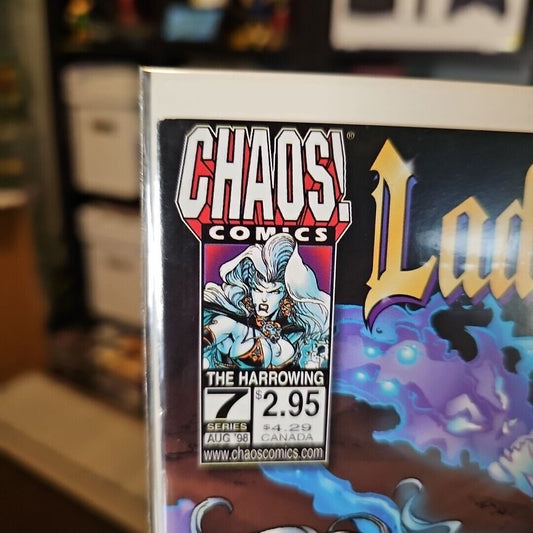 CHAOS!®
COMICS
Lad
THE HARROWING
7 $2.95
SERIES $4.29
AUG '98 CANADA
www.chaoscomics.com